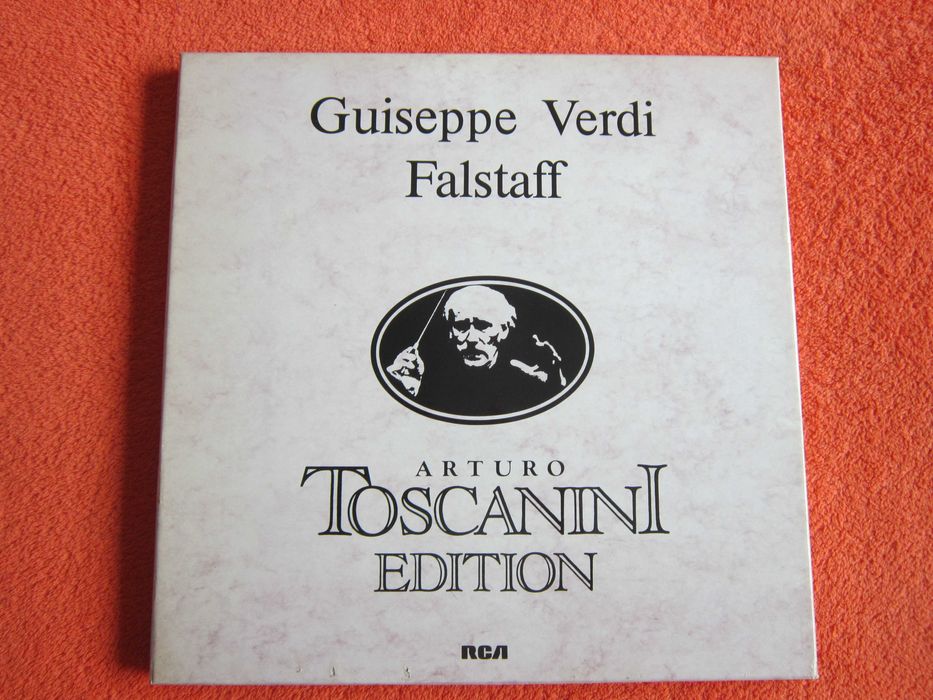 Guiseppe Verdi
Falstaff
ARTURO
TOSCANINI
EDITION
RCA